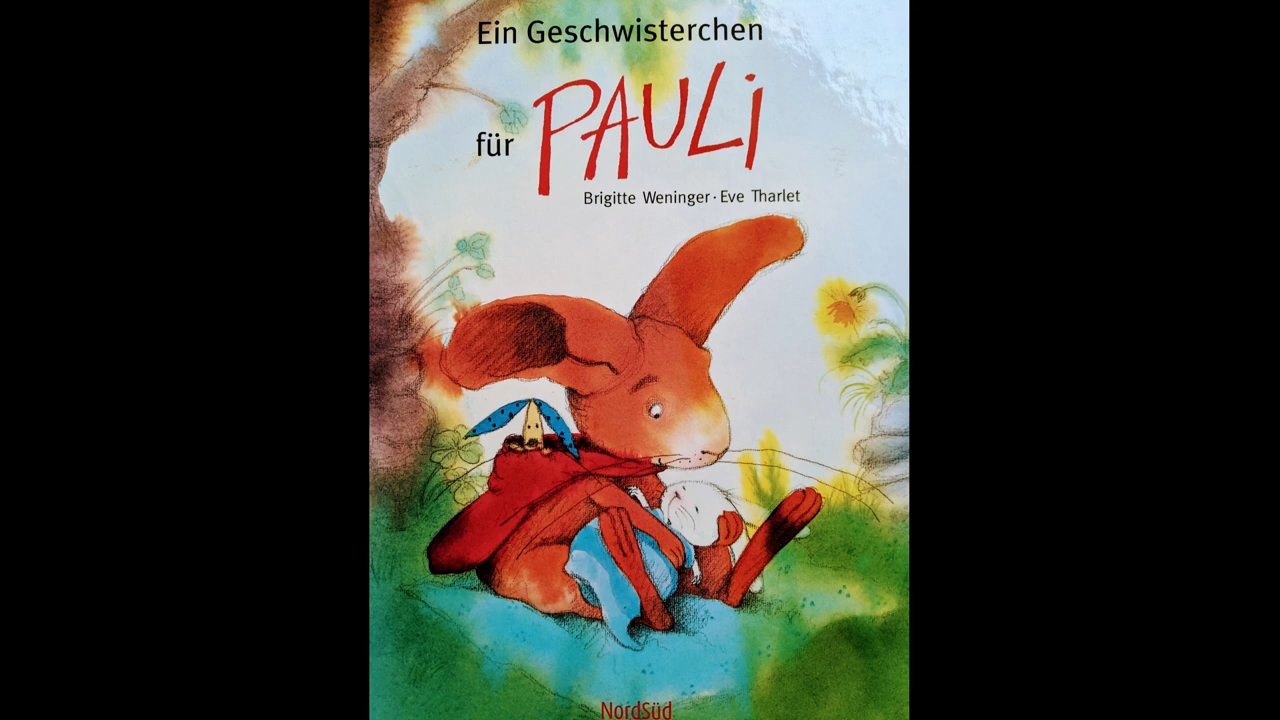 Ein Geschwisterchen
für PAULi
Brigitte Weninger · Eve Tharlet
NordSüd